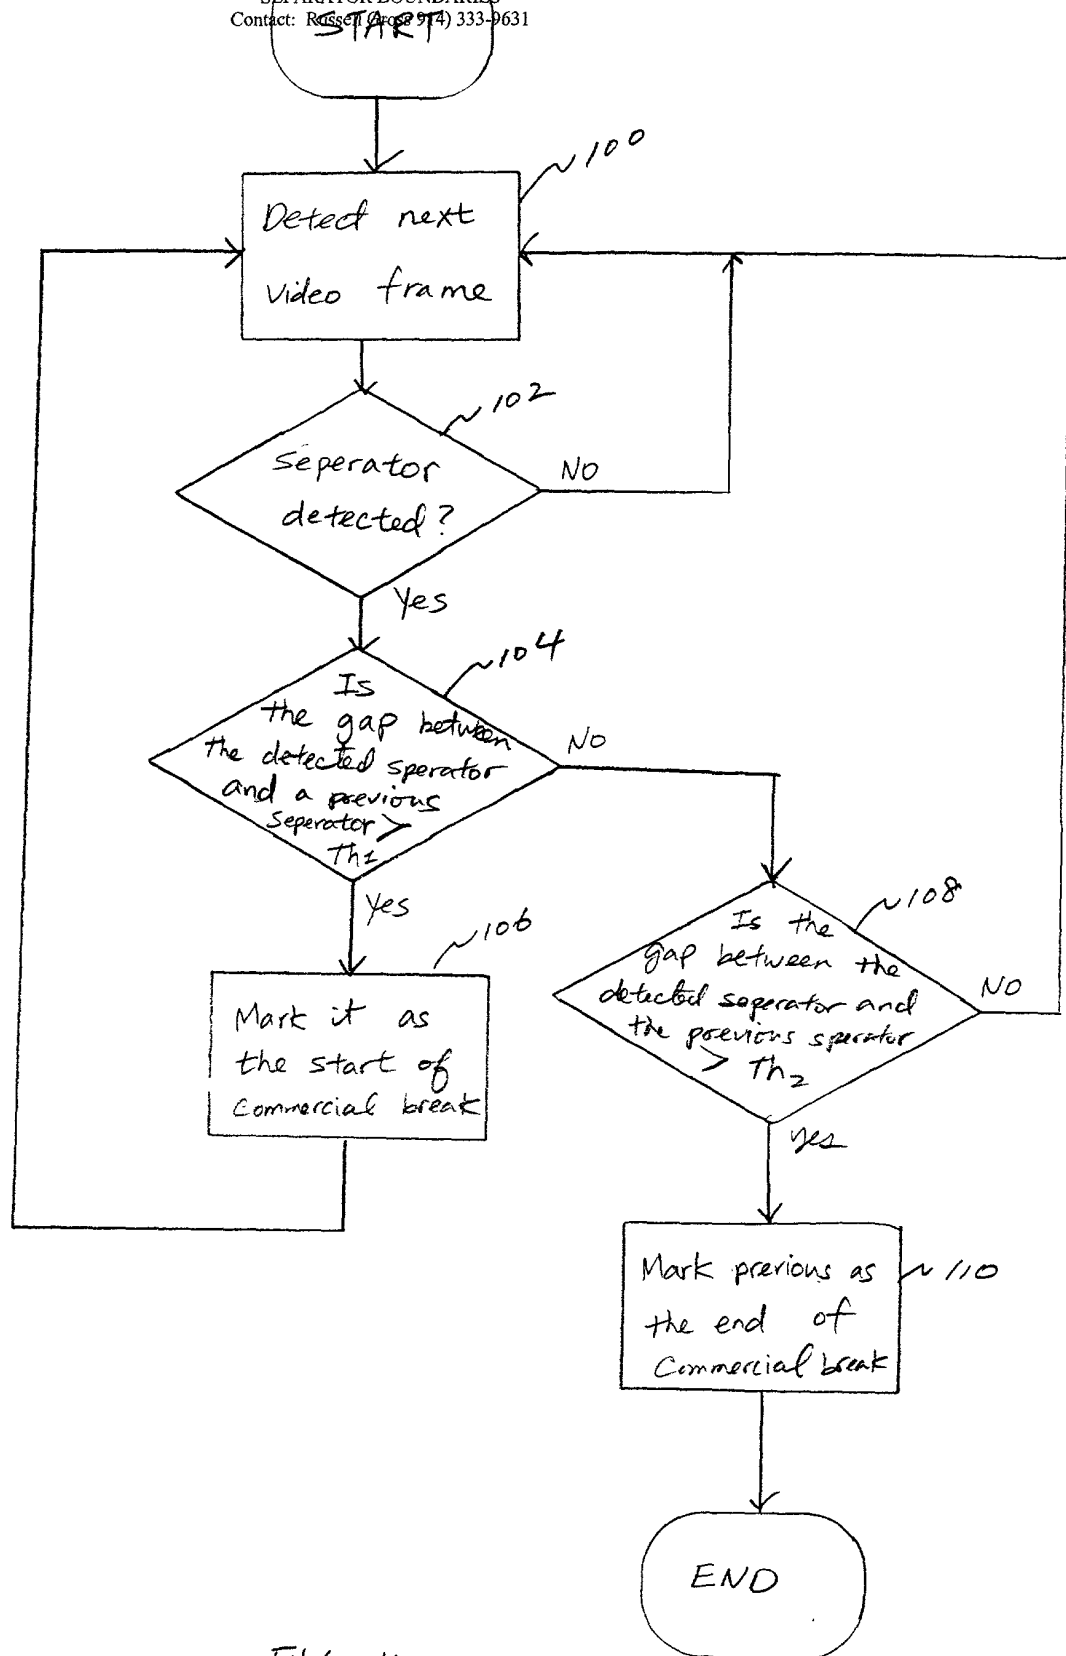 SEPARATOR BOUNDARIES
Contact: Russell Gross 914) 333-9631
START
~100
Detect next
video frame
~102
Seperator
detected?
NO
Yes
~104
Is
the gap between
the detected sperator
and a previous
Seperator >
Th1
NO
Yes
~106
Mark it as
the start of
Commercial break
~108
Is the
gap between the
detected seperator and
the previous sperator
> Th2
NO
yes
Mark previous as
the end of
Commercial break
~110
END